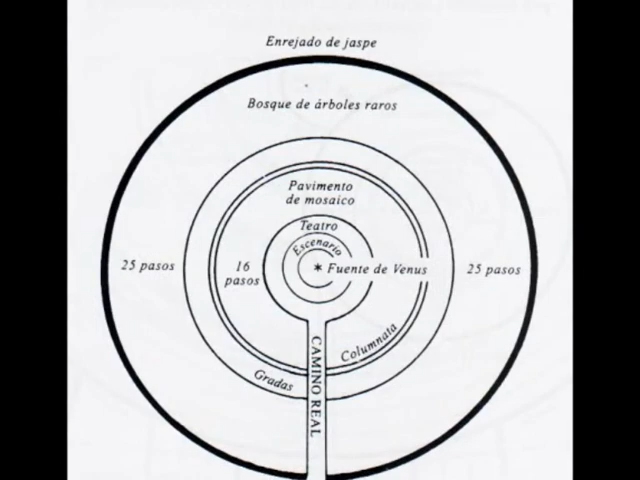 Enrejado de jaspe
Bosque de árboles raros
Pavimento
de mosaico
Teatro
Escenario
25 pasos
16
pasos
Fuente de Venus
25 pasos
Columnata
Gradas
CAMINO REAL